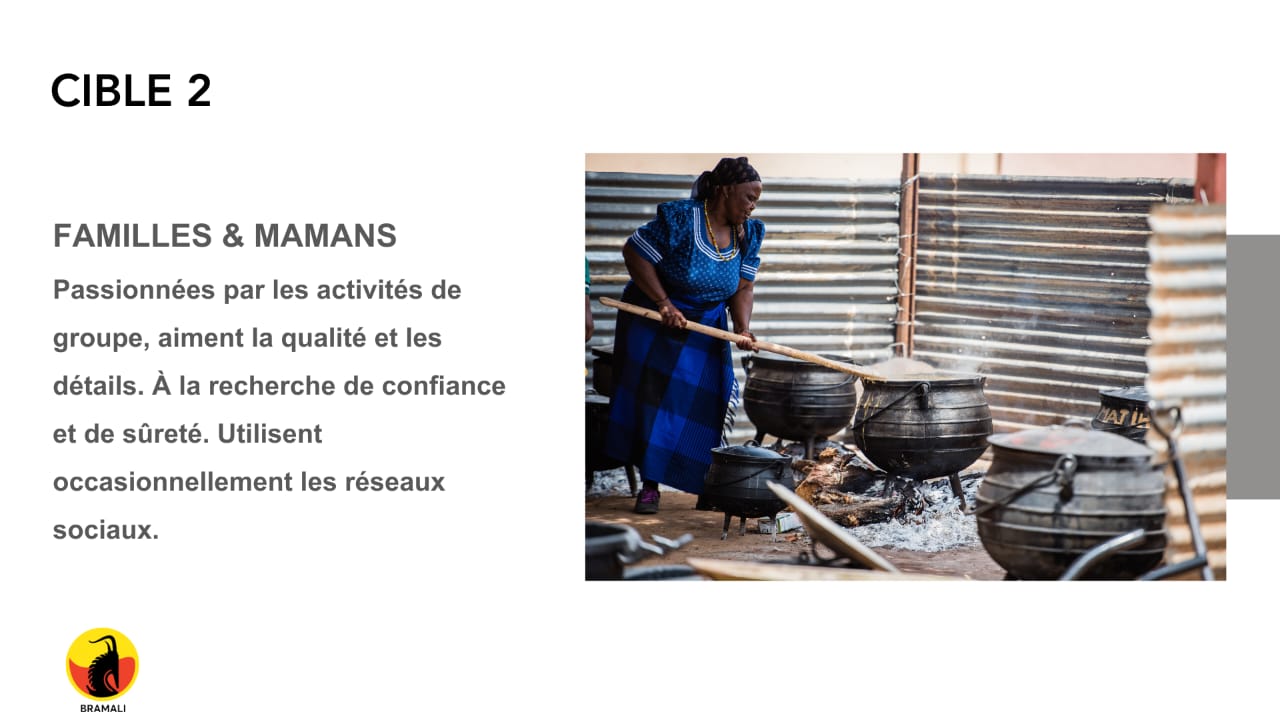 CIBLE 2
FAMILLES & MAMANS
Passionnées par les activités de
groupe, aiment la qualité et les
détails. À la recherche de confiance
et de sûreté. Utilisent
occasionnellement les réseaux
sociaux.
BRAMALI